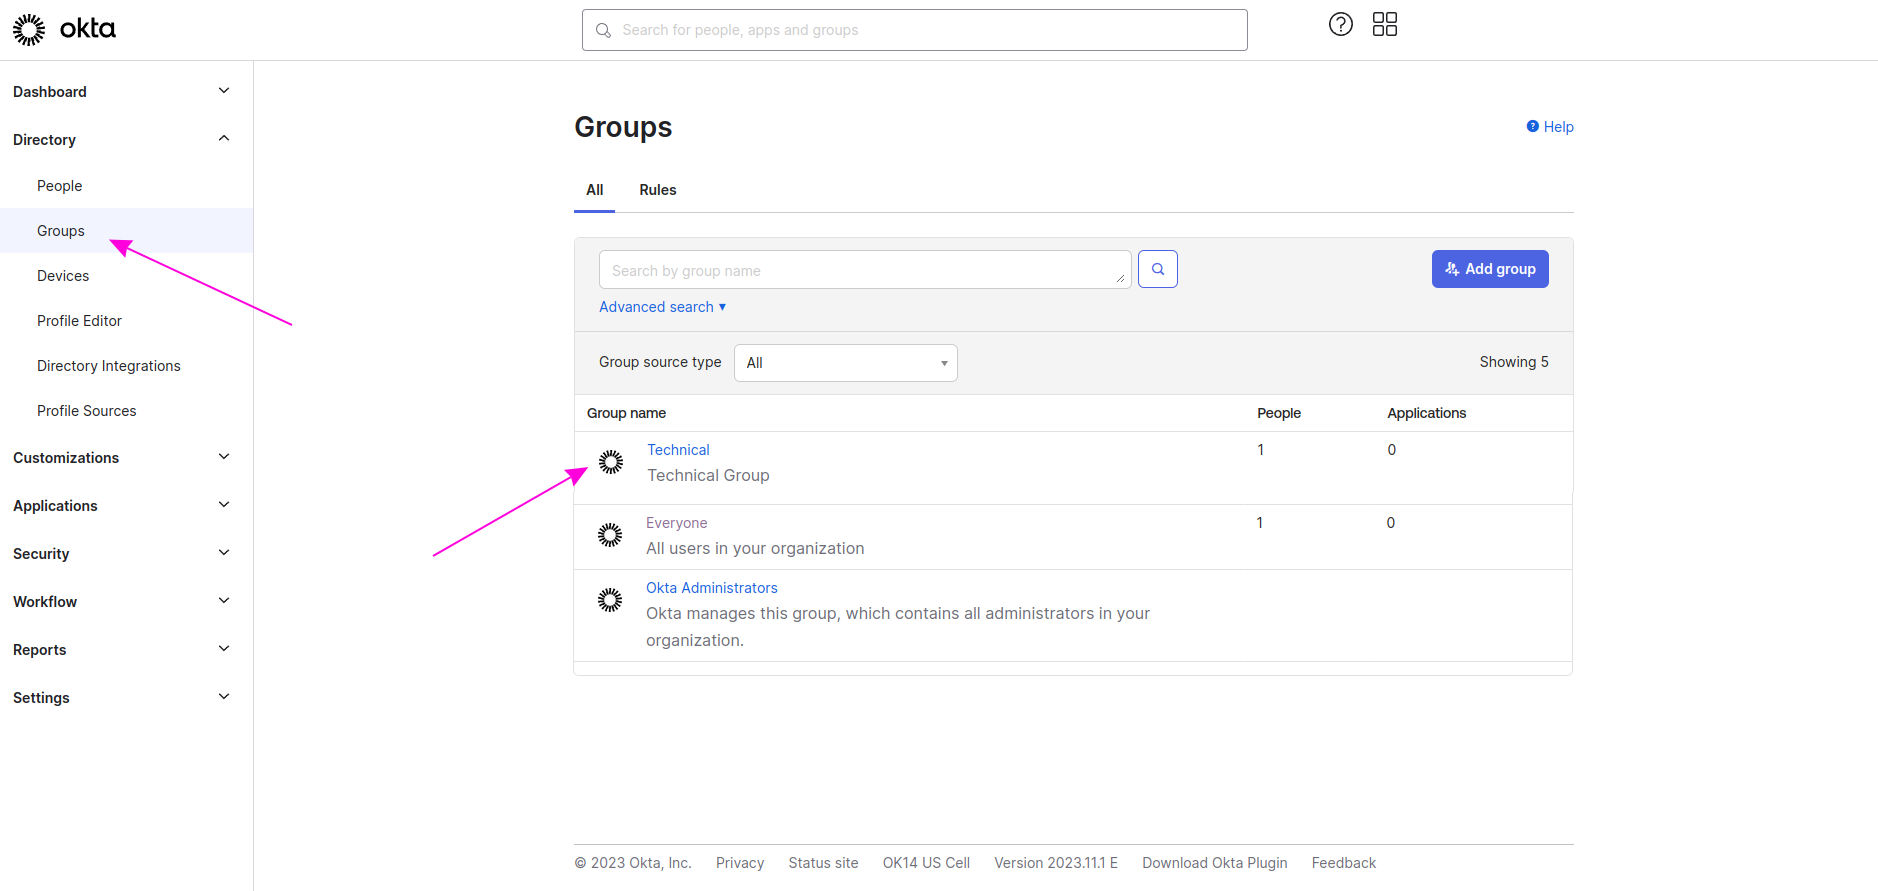 okta
Search for people, apps and groups
Dashboard
Directory
People
Groups
Devices
Profile Editor
Directory Integrations
Profile Sources
Customizations
Applications
Security
Workflow
Reports
Settings
Groups
Help
All Rules
Search by group name
Add group
Advanced search
Group source type All Showing 5
Group name People Applications
Technical 1 0
Technical Group
Everyone 1 0
All users in your organization
Okta Administrators
Okta manages this group, which contains all administrators in your
organization.
© 2023 Okta, Inc. Privacy Status site OK14 US Cell Version 2023.11.1 E Download Okta Plugin Feedback